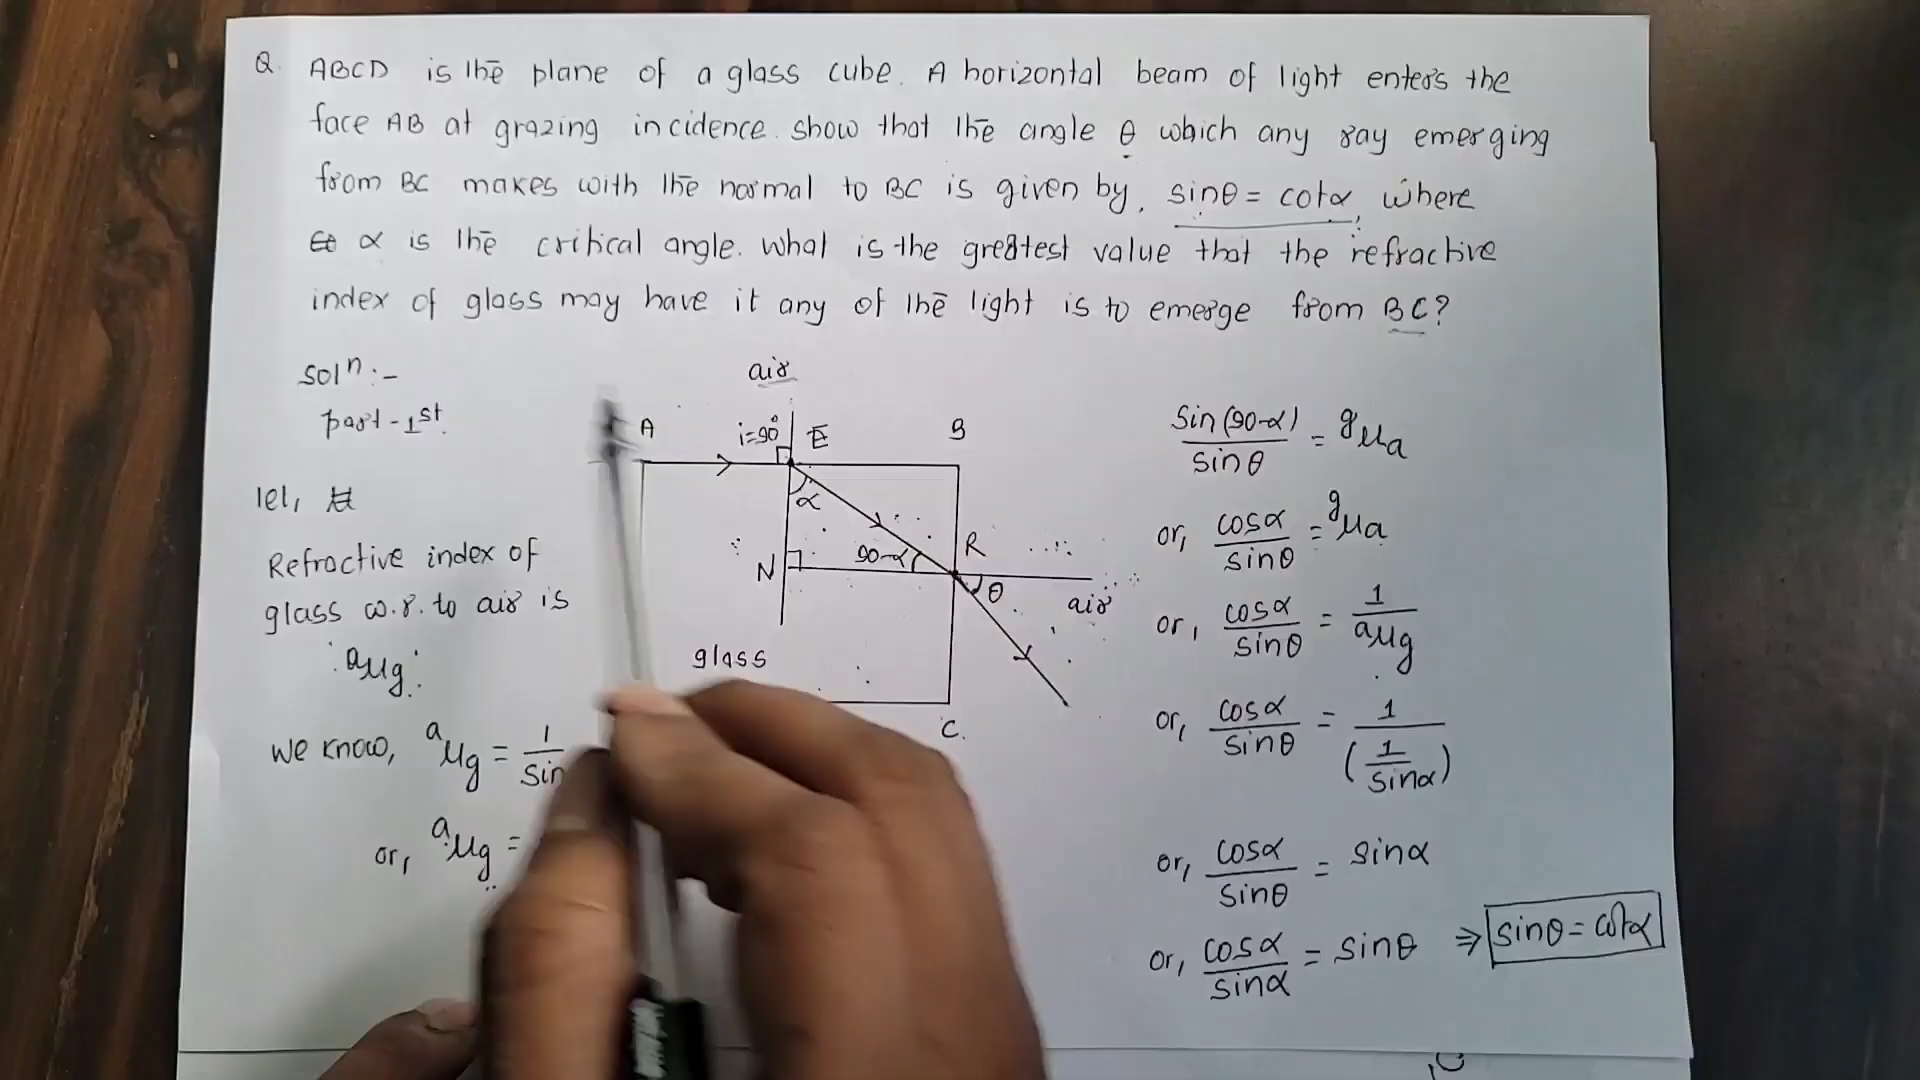 Q. ABCD is the plane of a glass cube. A horizontal beam of light enters the
face AB at grazing incidence. show that the angle θ which any ray emerging
from BC makes with the normal to BC is given by, sinθ = cotα, where
α is the critical angle. What is the greatest value that the refractive
index of glass may have it any of the light is to emerge from BC?
Solⁿ :-
part - 1st.
let,
Refractive index of
glass w.r. to air is
'aμg'.
We know, aμg = 1/sin
or, aμg =
air
A
i=90°
E
B
α
N
90-α
R
θ
air
glass
C.
sin(90-α)/sinθ = gμa
or, cosα/sinθ = gμa
or, cosα/sinθ = 1/aμg
or, cosα/sinθ = 1/(1/sinα)
or, cosα/sinθ = sinα
or, cosα/sinα = sinθ ⇒ sinθ = cotα